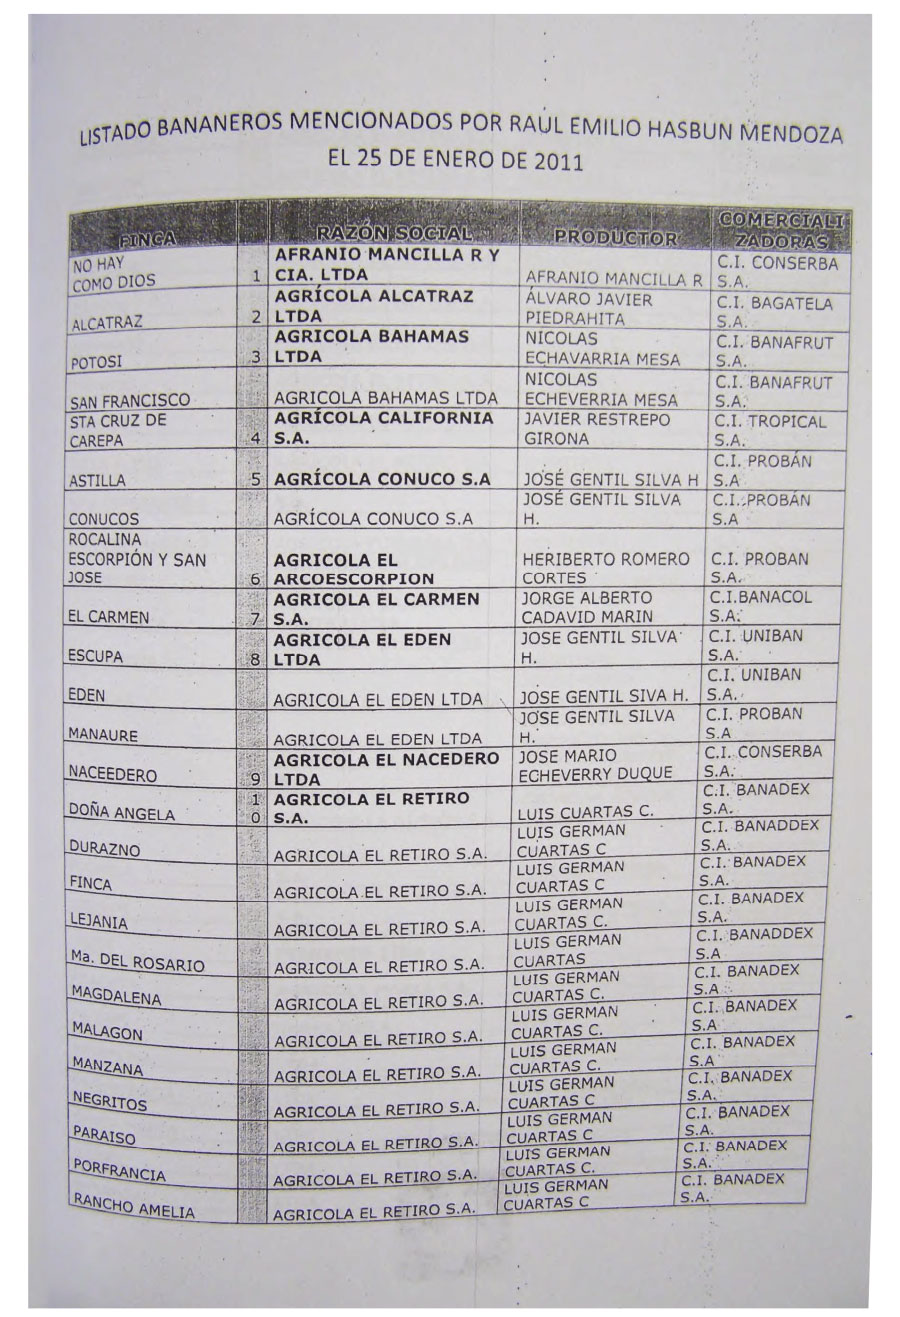 LISTADO BANANEROS MENCIONADOS POR RAÚL EMILIO HASBUN MENDOZA
EL 25 DE ENERO DE 2011
FINCA RAZÓN SOCIAL PRODUCTOR COMERCIALIZADORAS
NO HAY COMO DIOS 1 AFRANIO MANCILLA R Y CIA. LTDA AFRANIO MANCILLA R C.I. CONSERBA S.A.
ALCATRAZ 2 AGRÍCOLA ALCATRAZ LTDA ÁLVARO JAVIER PIEDRAHITA C.I. BAGATELA S.A.
POTOSI 3 AGRICOLA BAHAMAS LTDA NICOLAS ECHAVARRIA MESA C.I. BANAFRUT S.A.
SAN FRANCISCO AGRICOLA BAHAMAS LTDA NICOLAS ECHEVERRIA MESA C.I. BANAFRUT S.A.
STA CRUZ DE CAREPA 4 AGRÍCOLA CALIFORNIA S.A. JAVIER RESTREPO GIRONA C.I. TROPICAL S.A.
ASTILLA 5 AGRÍCOLA CONUCO S.A JOSÉ GENTIL SILVA H C.I. PROBÁN S.A
CONUCOS AGRÍCOLA CONUCO S.A JOSÉ GENTIL SILVA H. C.I. PROBÁN S.A
ROCALINA ESCORPIÓN Y SAN JOSE 6 AGRICOLA EL ARCOESCORPION HERIBERTO ROMERO CORTES C.I. PROBAN S.A.
EL CARMEN 7 AGRICOLA EL CARMEN S.A. JORGE ALBERTO CADAVID MARIN C.I.BANACOL S.A.
ESCUPA 8 AGRICOLA EL EDEN LTDA JOSE GENTIL SILVA H. C.I. UNIBAN S.A.
EDEN AGRICOLA EL EDEN LTDA JOSE GENTIL SIVA H. C.I. UNIBAN S.A.
MANAURE AGRICOLA EL EDEN LTDA JOSE GENTIL SILVA H. C.I. PROBAN S.A
NACEEDERO 9 AGRICOLA EL NACEDERO LTDA JOSE MARIO ECHEVERRY DUQUE C.I. CONSERBA S.A.
DOÑA ANGELA 10 AGRICOLA EL RETIRO S.A. LUIS CUARTAS C. C.I. BANADEX S.A.
DURAZNO AGRICOLA EL RETIRO S.A. LUIS GERMAN CUARTAS C C.I. BANADDEX S.A.
FINCA AGRICOLA EL RETIRO S.A. LUIS GERMAN CUARTAS C C.I. BANADEX S.A.
LEJANIA AGRICOLA EL RETIRO S.A. LUIS GERMAN CUARTAS C. C.I. BANADEX S.A.
Ma. DEL ROSARIO AGRICOLA EL RETIRO S.A. LUIS GERMAN CUARTAS C.I. BANADDEX S.A
MAGDALENA AGRICOLA EL RETIRO S.A. LUIS GERMAN CUARTAS C. C.I. BANADEX S.A
MALAGON AGRICOLA EL RETIRO S.A. LUIS GERMAN CUARTAS C. C.I. BANADEX S.A
MANZANA AGRICOLA EL RETIRO S.A. LUIS GERMAN CUARTAS C. C.I. BANADEX S.A
NEGRITOS AGRICOLA EL RETIRO S.A. LUIS GERMAN CUARTAS C C.I. BANADEX S.A.
PARAISO AGRICOLA EL RETIRO S.A. LUIS GERMAN CUARTAS C C.I. BANADEX S.A.
PORFRANCIA AGRICOLA EL RETIRO S.A. LUIS GERMAN CUARTAS C. C.I. BANADEX S.A.
RANCHO AMELIA AGRICOLA EL RETIRO S.A. LUIS GERMAN CUARTAS C C.I. BANADEX S.A.